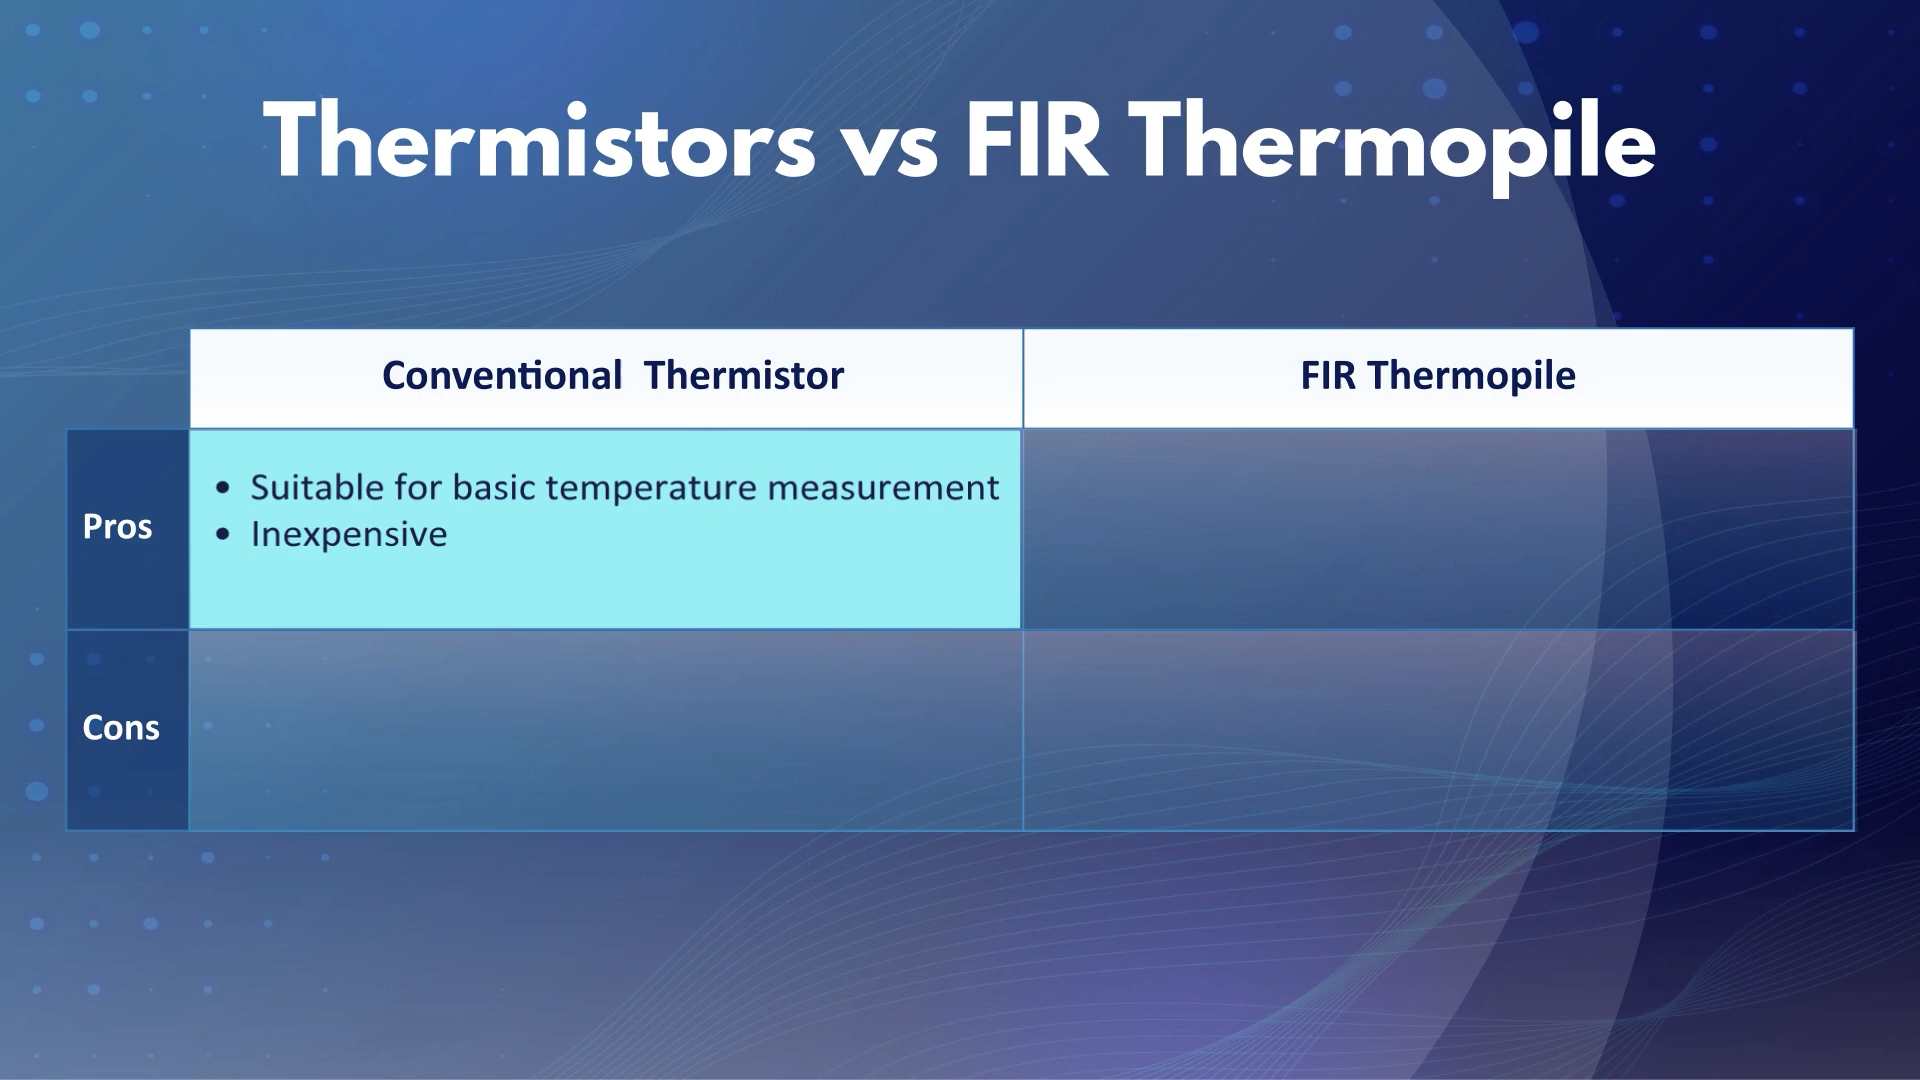 Thermistors vs FIR Thermopile
Conventional Thermistor
FIR Thermopile
Pros
• Suitable for basic temperature measurement
• Inexpensive
Cons